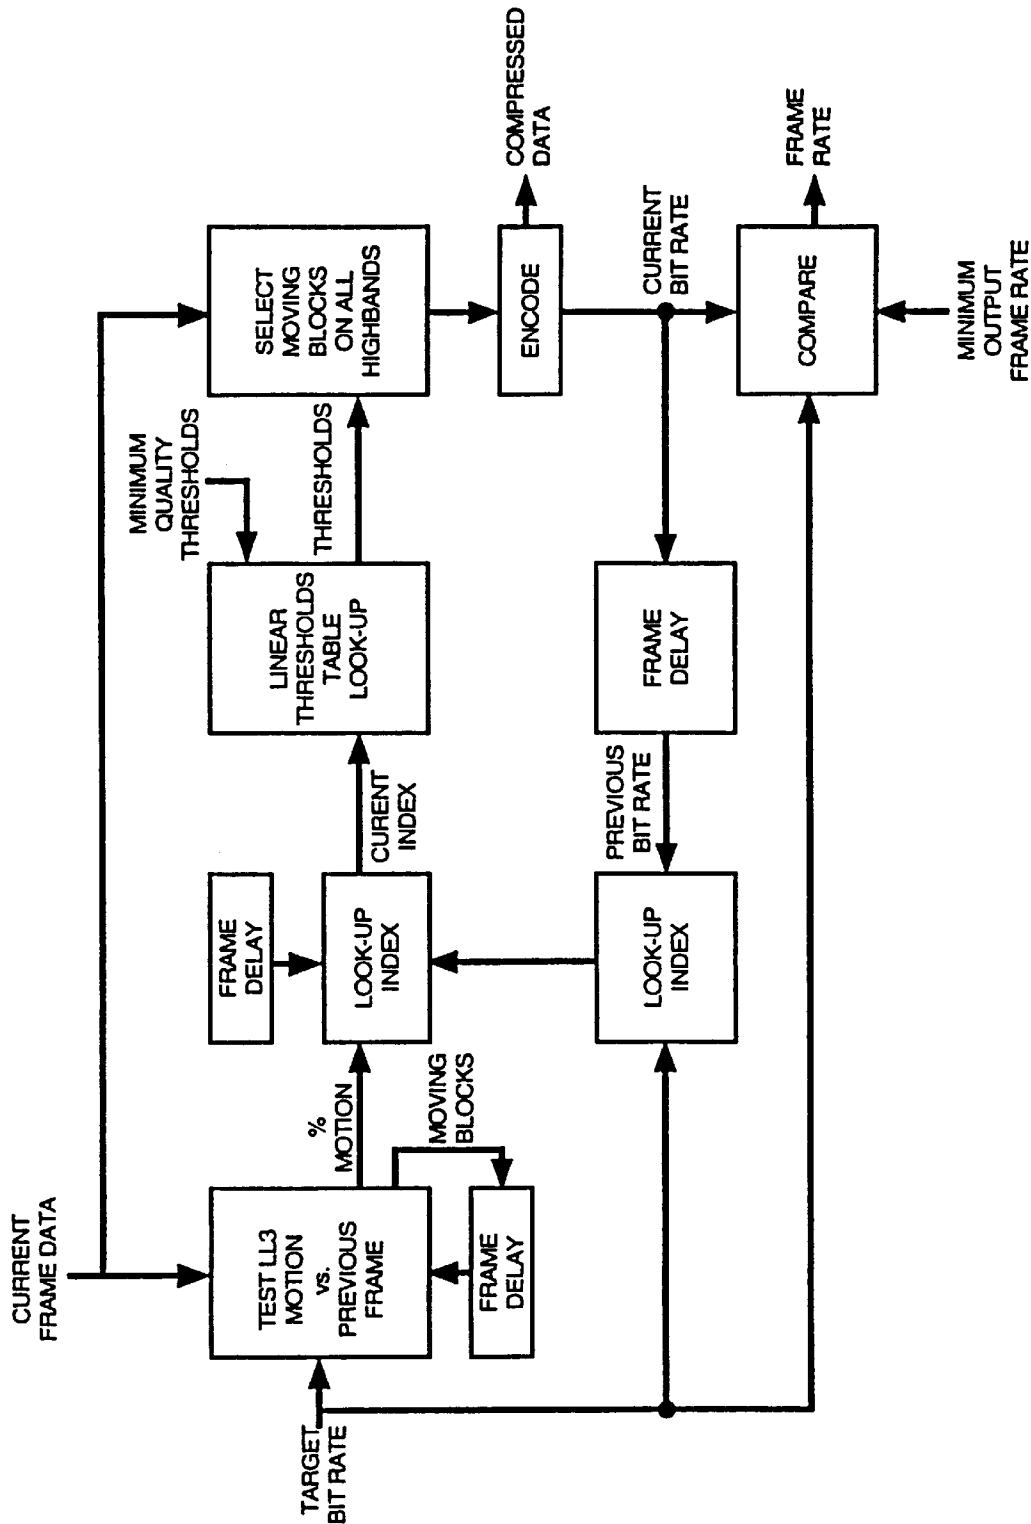 CURRENT
FRAME DATA
TARGET
BIT RATE
TEST LL3
MOTION
vs.
PREVIOUS
FRAME
FRAME
DELAY
%
MOTION
MOVING
BLOCKS
FRAME
DELAY
LOOK-UP
INDEX
CURENT
INDEX
LINEAR
THRESHOLDS
TABLE
LOOK-UP
MINIMUM
QUALITY
THRESHOLDS
THRESHOLDS
SELECT
MOVING
BLOCKS
ON ALL
HIGHBANDS
ENCODE
COMPRESSED
DATA
LOOK-UP
INDEX
PREVIOUS
BIT RATE
FRAME
DELAY
CURRENT
BIT RATE
COMPARE
FRAME
RATE
MINIMUM
OUTPUT
FRAME RATE